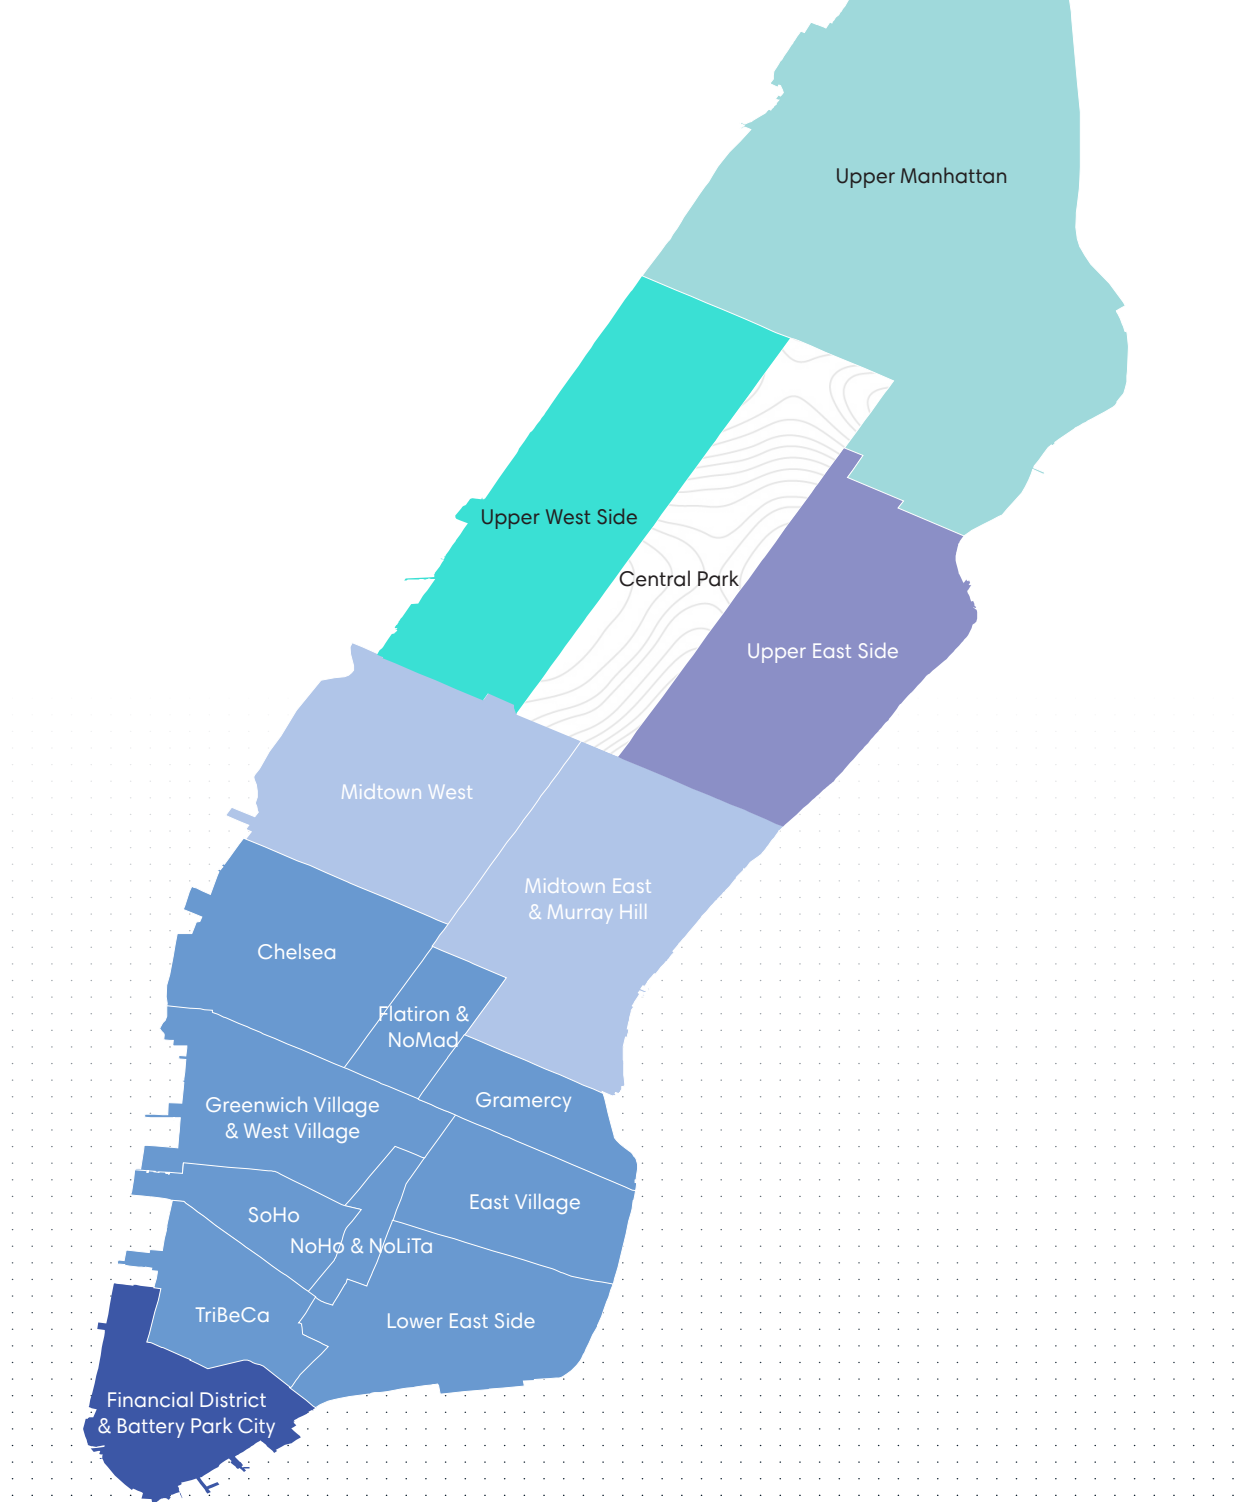 Upper Manhattan
Upper West Side
Central Park
Upper East Side
Midtown West
Midtown East
& Murray Hill
Chelsea
Flatiron &
NoMad
Gramercy
Greenwich Village
& West Village
East Village
SoHo
NoHo & NoLiTa
TriBeCa
Lower East Side
Financial District
& Battery Park City